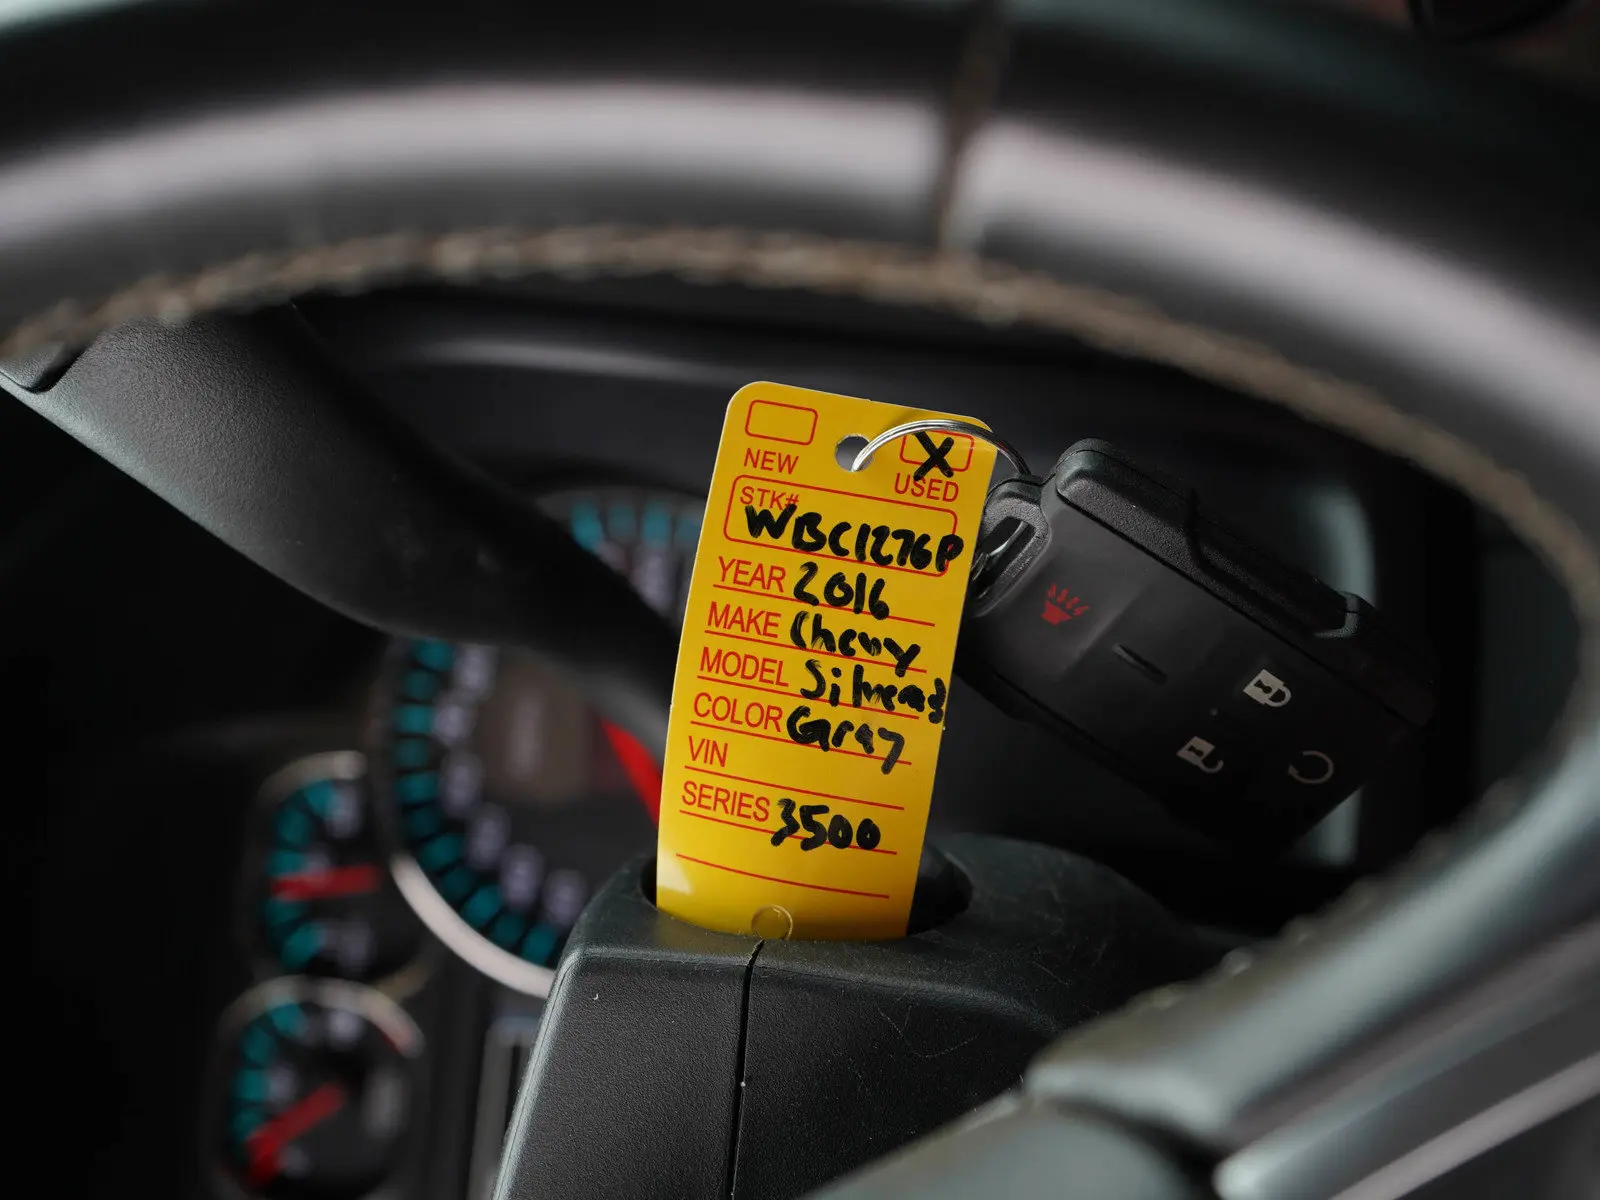 NEW
X
USED
STK#
WBC1276P
YEAR 2016
MAKE Chevy
MODEL Silverad
COLOR Gray
VIN
SERIES 3500